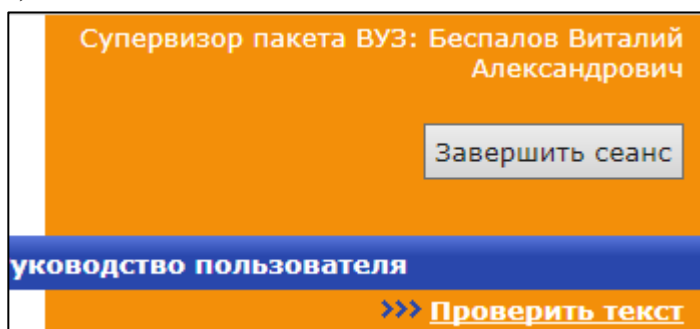 Супервизор пакета ВУЗ: Беспалов Виталий
Александрович
Завершить сеанс
уководство пользователя
>>> Проверить текст